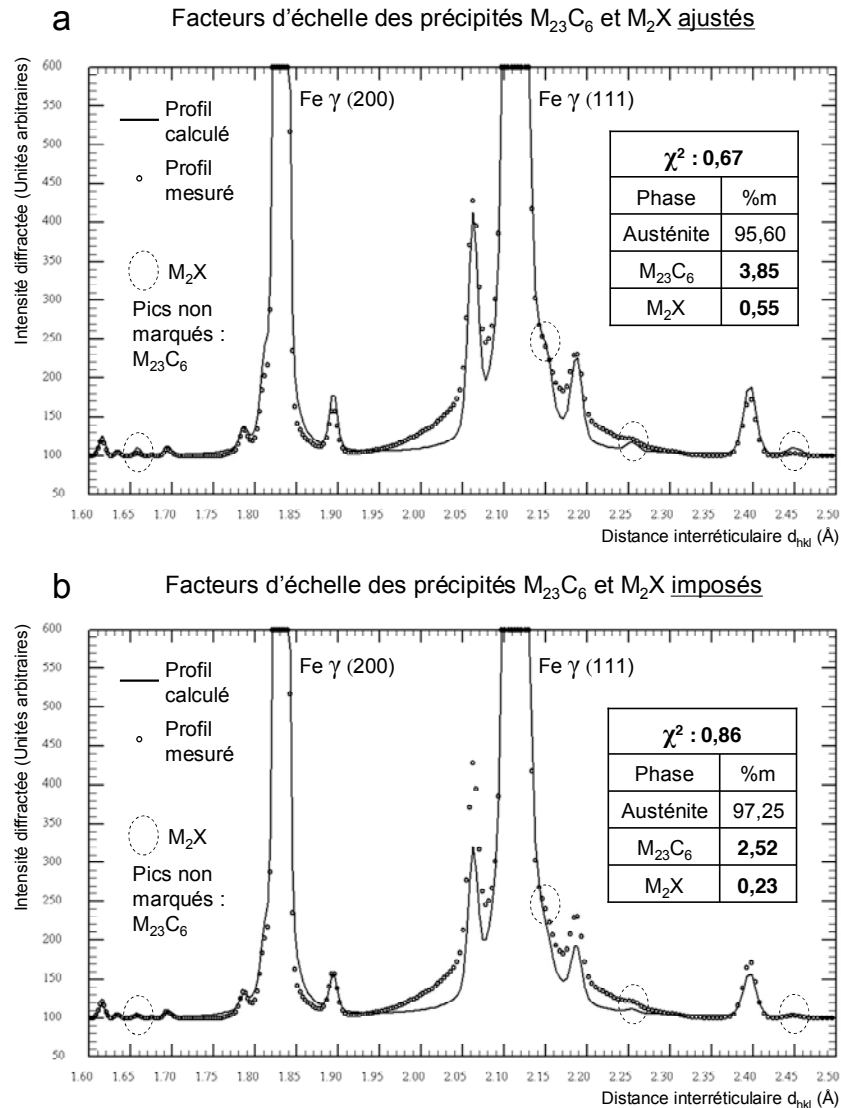 a Facteurs d'échelle des précipités M₂₃C₆ et M₂X ajustés
Intensité diffractée (Unités arbitraires)
600
550
500
450
400
350
300
250
200
150
100
50
Profil
calculé
Profil
mesuré
M₂X
Pics non
marqués :
M₂₃C₆
Fe γ (200)
Fe γ (111)
χ² : 0,67
Phase %m
Austénite 95,60
M₂₃C₆ 3,85
M₂X 0,55
1.60 1.65 1.70 1.75 1.80 1.85 1.90 1.95 2.00 2.05 2.10 2.15 2.20 2.25 2.30 2.35 2.40 2.45 2.50
Distance interréticulaire dhkl (Å)
b Facteurs d'échelle des précipités M₂₃C₆ et M₂X imposés
Intensité diffractée (Unités arbitraires)
600
550
500
450
400
350
300
250
200
150
100
50
Profil
calculé
Profil
mesuré
M₂X
Pics non
marqués :
M₂₃C₆
Fe γ (200)
Fe γ (111)
χ² : 0,86
Phase %m
Austénite 97,25
M₂₃C₆ 2,52
M₂X 0,23
1.60 1.65 1.70 1.75 1.80 1.85 1.90 1.95 2.00 2.05 2.10 2.15 2.20 2.25 2.30 2.35 2.40 2.45 2.50
Distance interréticulaire dhkl (Å)